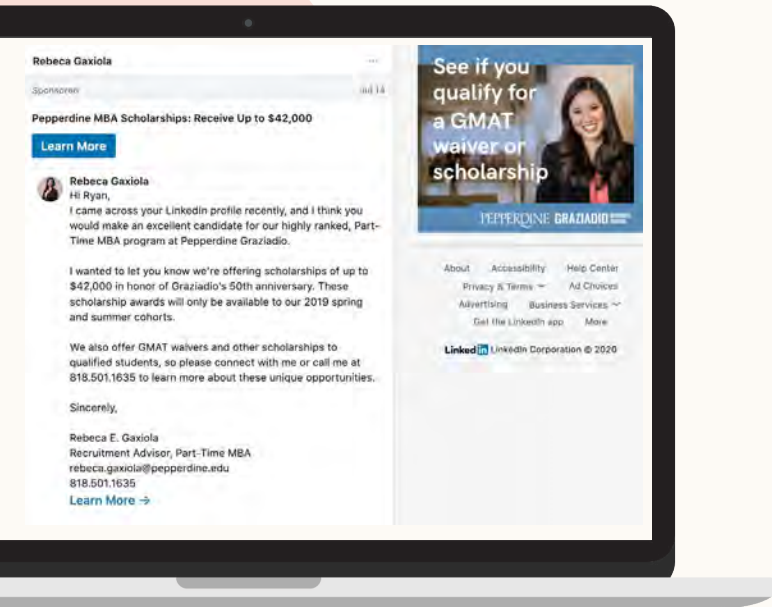 Rebeca Gaxiola
Sponsored
Jul 14
Pepperdine MBA Scholarships: Receive Up to $42,000
Learn More
Rebeca Gaxiola
Hi Ryan,
I came across your LinkedIn profile recently, and I think you
would make an excellent candidate for our highly ranked, Part-
Time MBA program at Pepperdine Graziadio.
I wanted to let you know we're offering scholarships of up to
$42,000 in honor of Graziadio's 50th anniversary. These
scholarship awards will only be available to our 2019 spring
and summer cohorts.
We also offer GMAT waivers and other scholarships to
qualified students, so please connect with me or call me at
818.501.1635 to learn more about these unique opportunities.
Sincerely,
Rebeca E. Gaxiola
Recruitment Advisor, Part-Time MBA
rebeca.gaxiola@pepperdine.edu
818.501.1635
Learn More →
See if you
qualify for
a GMAT
waiver or
scholarship
PEPPERDINE GRAZIADIO
About Accessibility Help Center
Privacy & Terms Ad Choices
Advertising Business Services
Get the LinkedIn app More
LinkedIn LinkedIn Corporation © 2020